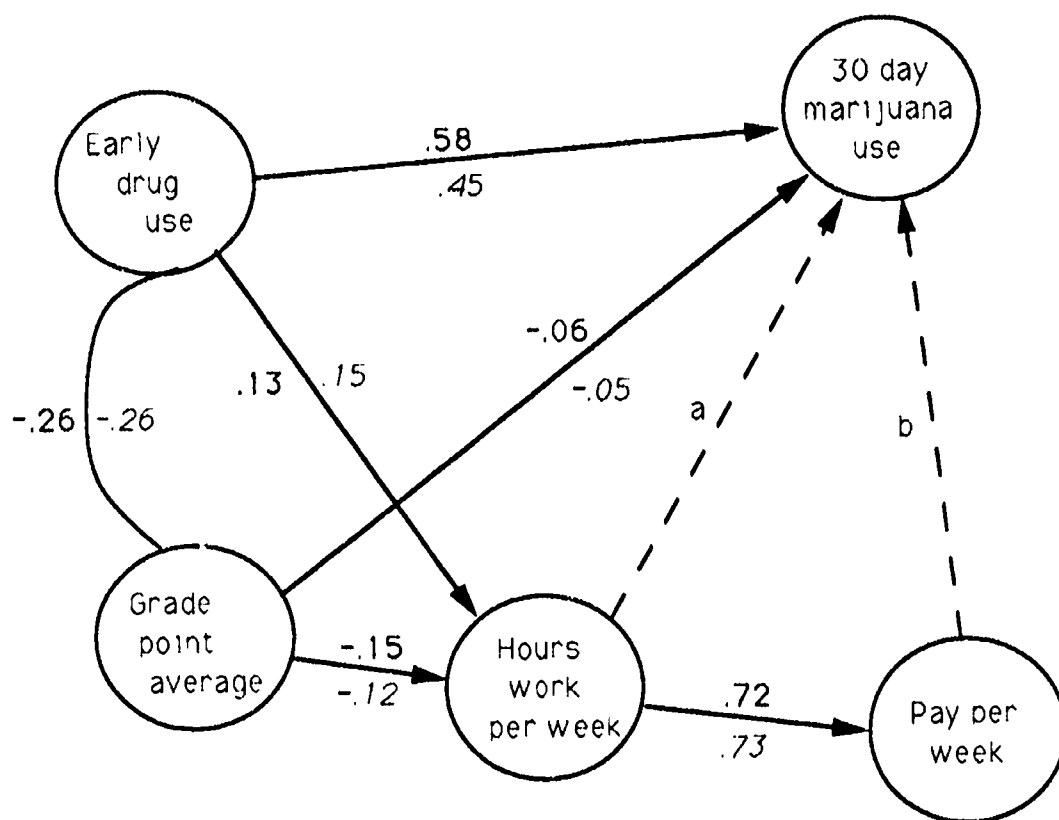 30 day
marijuana
use
Early
drug
use
.58
.45
-.06
-.05
.13
.15
-.26
-.26
a
b
Grade
point
average
-.15
-.12
Hours
work
per week
.72
.73
Pay per
week